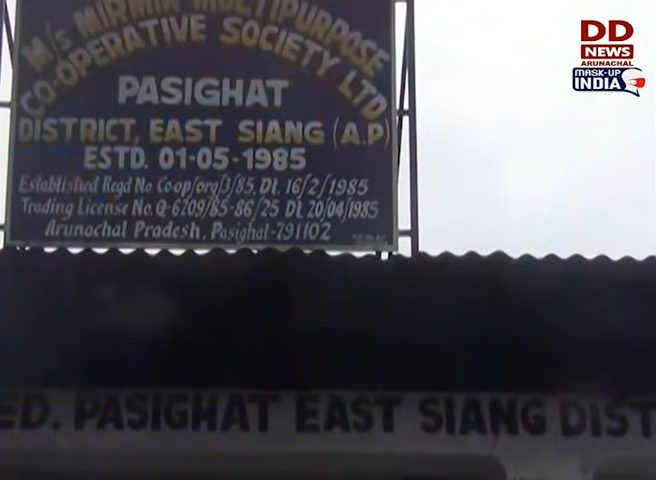 M/s MIRMIR MULTIPURPOSE
CO-OPERATIVE SOCIETY LTD
PASIGHAT
DISTRICT, EAST SIANG (A.P)
ESTD. 01-05-1985
Established Regd No Co-op/org/3/85, Dt. 16/2/1985
Trading License No. Q-6209/85-86/25 Dt 20/04/1985
Arunachal Pradesh. Pasighat-791102
ED. PASIGHAT EAST SIANG DIST
DD
NEWS
ARUNACHAL
MASK-UP
INDIA